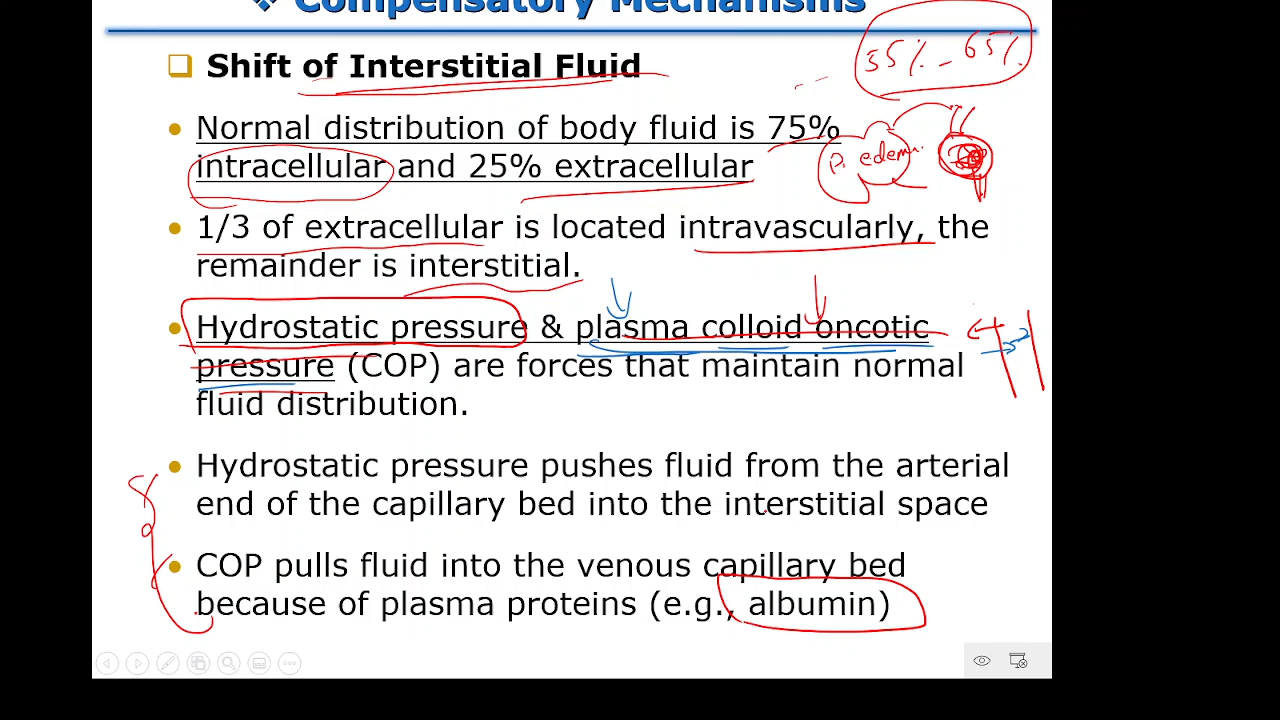 ❖ Compensatory Mechanisms
55% - 65%
❑ Shift of Interstitial Fluid
• Normal distribution of body fluid is 75%
intracellular and 25% extracellular
P. edema
• 1/3 of extracellular is located intravascularly, the
remainder is interstitial.
• Hydrostatic pressure & plasma colloid oncotic
pressure (COP) are forces that maintain normal
fluid distribution.
• Hydrostatic pressure pushes fluid from the arterial
end of the capillary bed into the interstitial space
• COP pulls fluid into the venous capillary bed
because of plasma proteins (e.g., albumin)